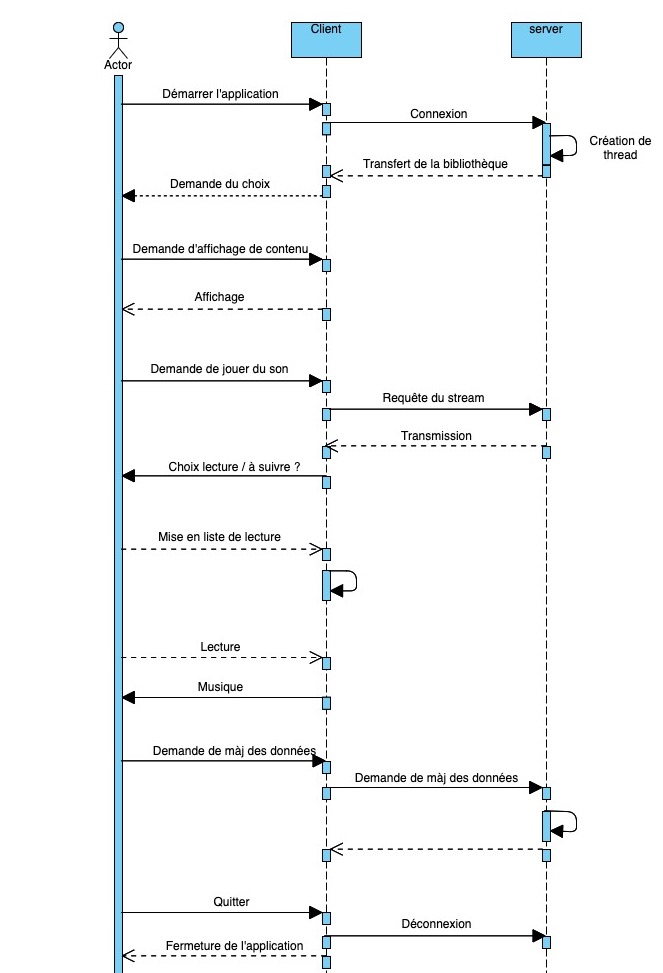 Client
server
Actor
Démarrer l'application
Connexion
Création de
thread
Transfert de la bibliothèque
Demande du choix
Demande d'affichage de contenu
Affichage
Demande de jouer du son
Requête du stream
Transmission
Choix lecture / à suivre ?
Mise en liste de lecture
Lecture
Musique
Demande de màj des données
Demande de màj des données
Quitter
Déconnexion
Fermeture de l'application